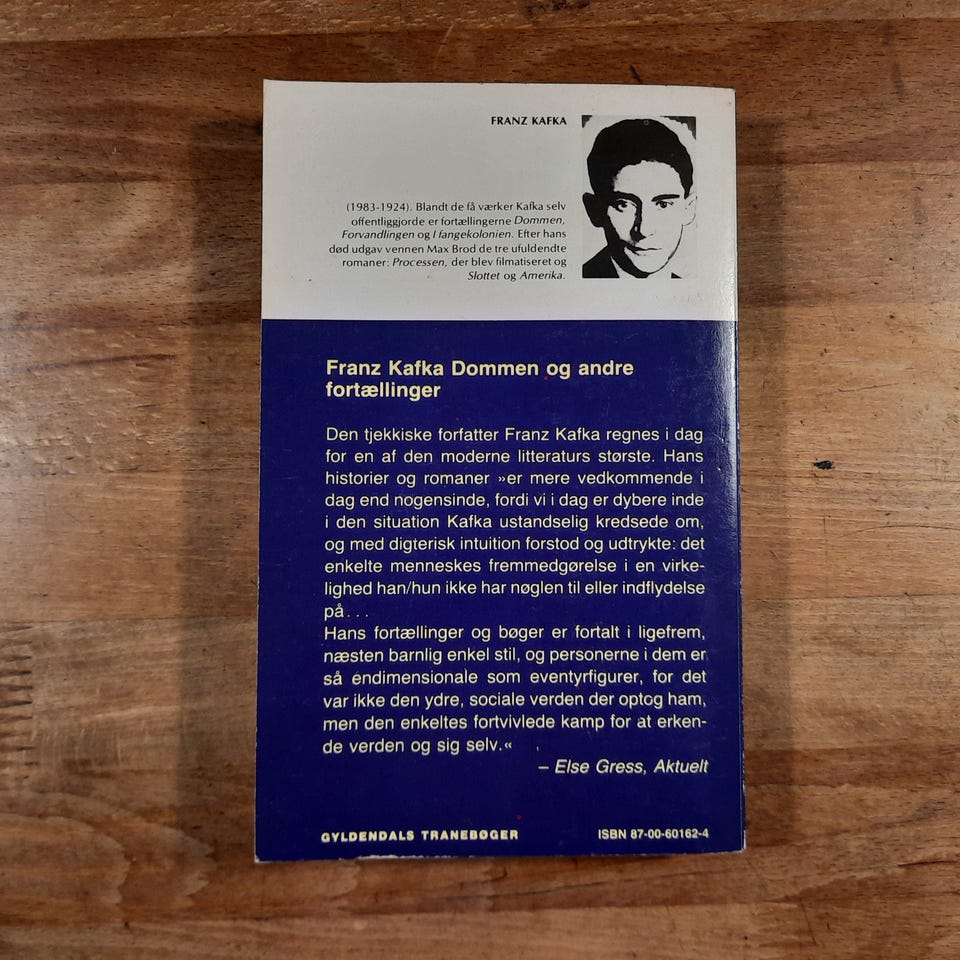 FRANZ KAFKA
(1983-1924). Blandt de få værker Kafka selv
offentliggjorde er fortællingerne Dommen,
Forvandlingen og I fangekolonien. Efter hans
død udgav vennen Max Brod de tre ufuldendte
romaner: Processen, der blev filmatiseret og
Slottet og Amerika.
Franz Kafka Dommen og andre
fortællinger
Den tjekkiske forfatter Franz Kafka regnes i dag
for en af den moderne litteraturs største. Hans
historier og romaner »er mere vedkommende i
dag end nogensinde, fordi vi i dag er dybere inde
i den situation Kafka ustandselig kredsede om,
og med digterisk intuition forstod og udtrykte: det
enkelte menneskes fremmedgørelse i en virke-
lighed han/hun ikke har nøglen til eller indflydelse
på...
Hans fortællinger og bøger er fortalt i ligefrem,
næsten barnlig enkel stil, og personerne i dem er
så endimensionale som eventyrfigurer, for det
var ikke den ydre, sociale verden der optog ham,
men den enkeltes fortvivlede kamp for at erken-
de verden og sig selv.«
– Else Gress, Aktuelt
GYLDENDALS TRANEBØGER
ISBN 87-00-60162-4